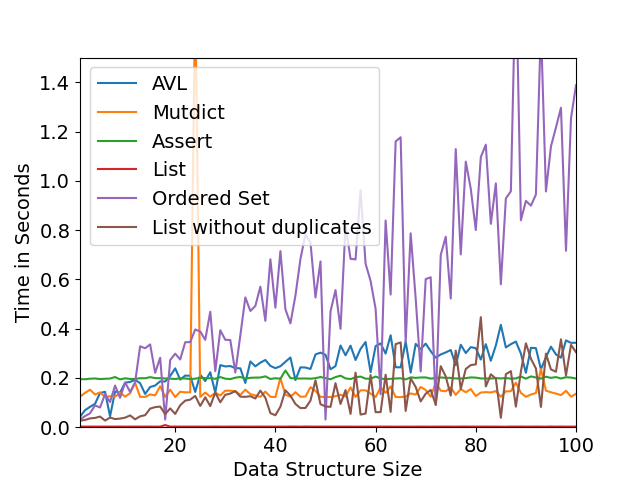 AVL
Mutdict
Assert
List
Ordered Set
List without duplicates
Time in Seconds
1.4
1.2
1.0
0.8
0.6
0.4
0.2
0.0
20
40
60
80
100
Data Structure Size